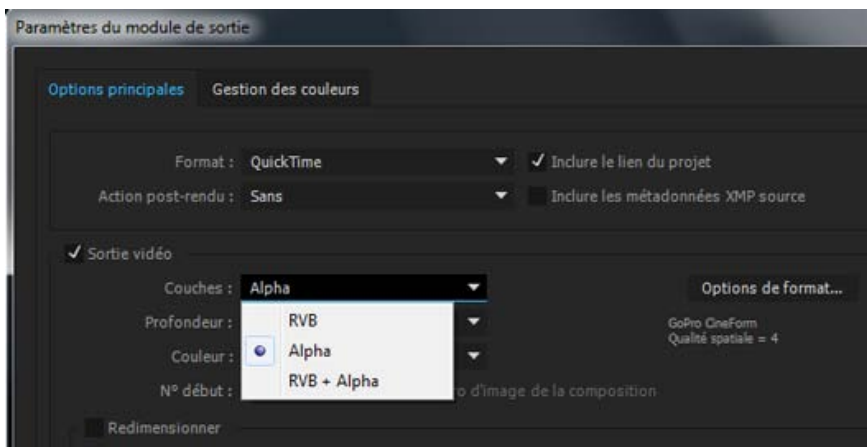 Paramètres du module de sortie
Options principales Gestion des couleurs
Format : QuickTime Inclure le lien du projet
Action post-rendu : Sans Inclure les métadonnées XMP source
Sortie vidéo
Couches : Alpha Options de format...
Profondeur : RVB GoPro CineForm
Qualité spatiale = 4
Couleur : Alpha
RVB + Alpha
N° début : o d'image de la composition
Redimensionner